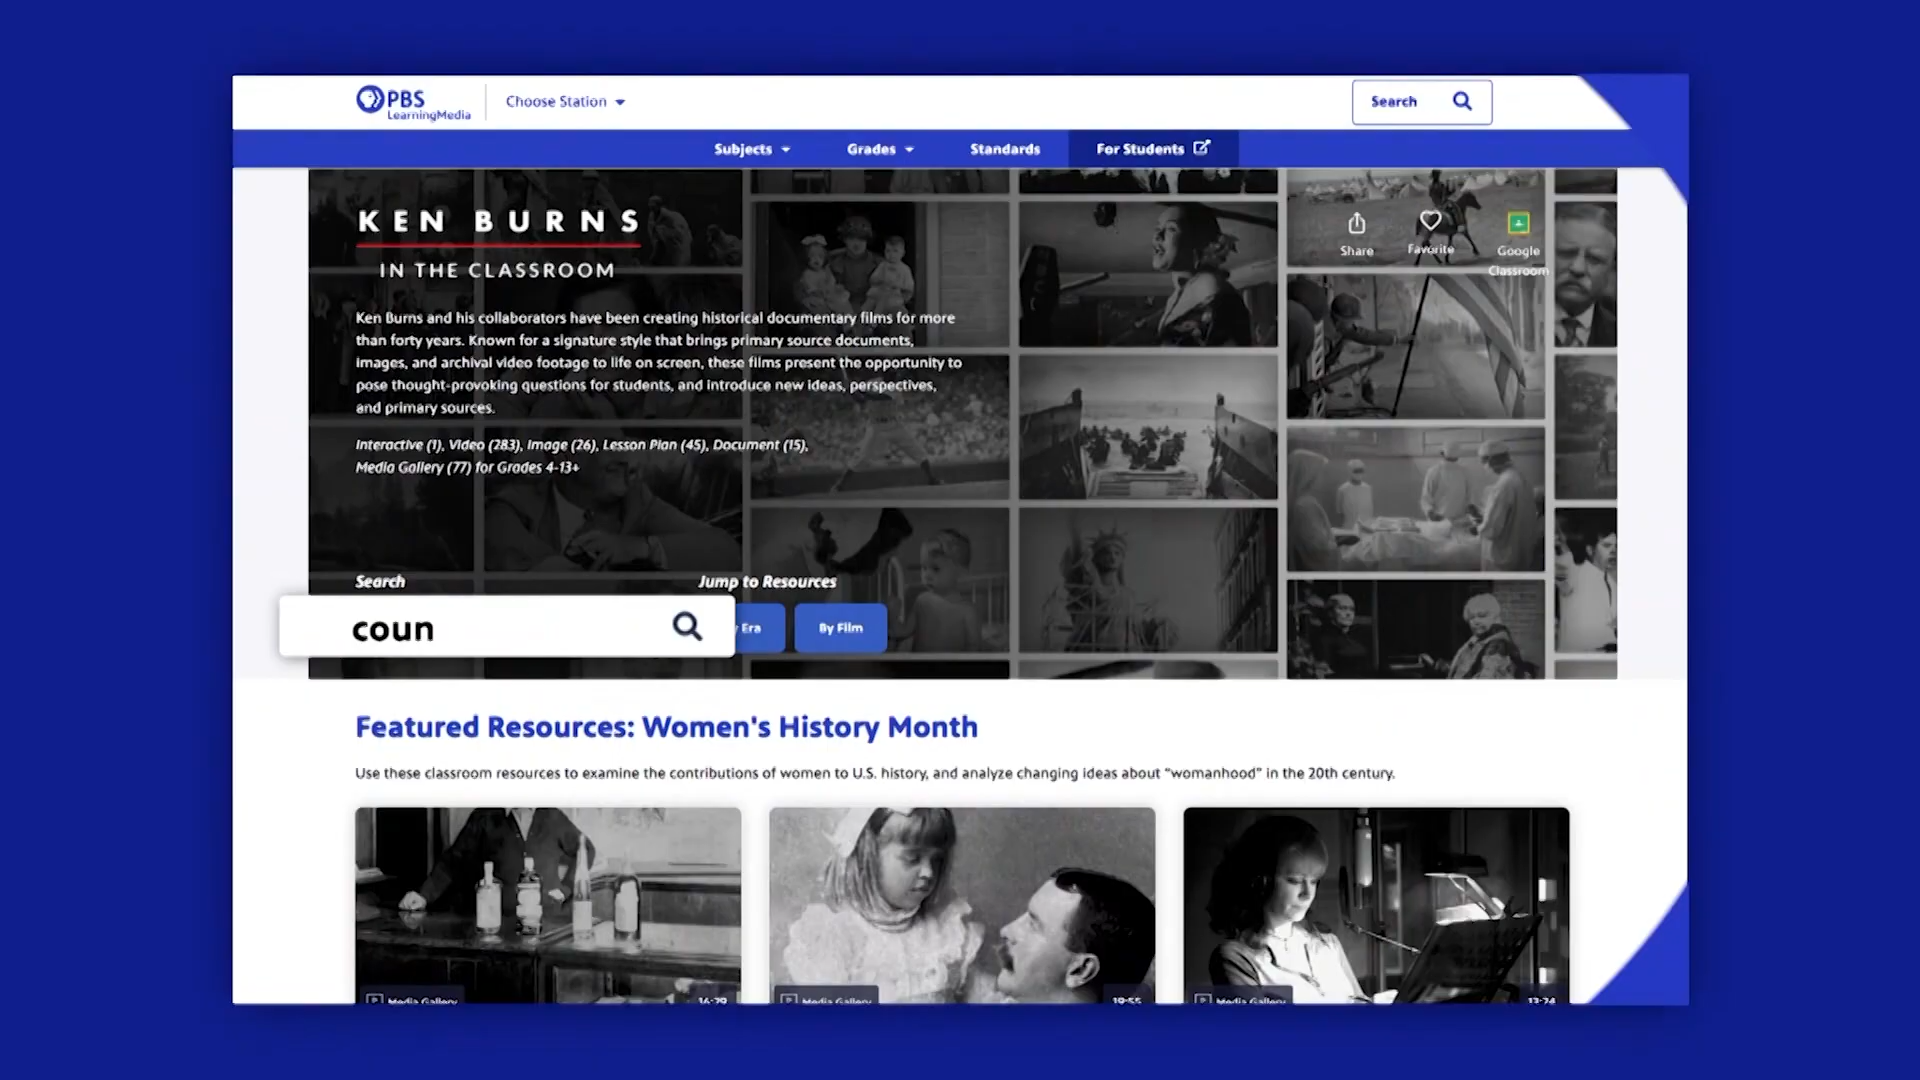 PBS
LearningMedia
Choose Station
Search
Subjects
Grades
Standards
For Students
KEN BURNS
IN THE CLASSROOM
Share
Favorite
Google
Classroom
Ken Burns and his collaborators have been creating historical documentary films for more
than forty years. Known for a signature style that brings primary source documents,
images, and archival video footage to life on screen, these films present the opportunity to
pose thought-provoking questions for students, and introduce new ideas, perspectives,
and primary sources.
Interactive (1), Video (283), Image (26), Lesson Plan (45), Document (15),
Media Gallery (77) for Grades 4-13+
Search
Jump to Resources
coun
Era
By Film
Featured Resources: Women's History Month
Use these classroom resources to examine the contributions of women to U.S. history, and analyze changing ideas about “womanhood” in the 20th century.
Media Gallery
Media Gallery
Media Gallery